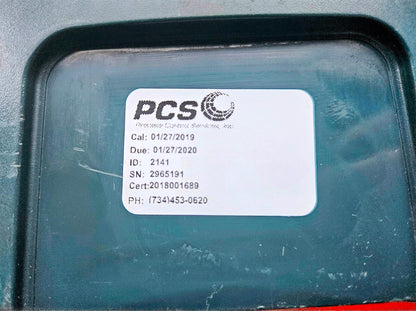 PCS
Precision Control Services, Inc.
Cal: 01/27/2019
Due: 01/27/2020
ID: 2141
SN: 2965191
Cert:2018001689
PH: (734)453-0620